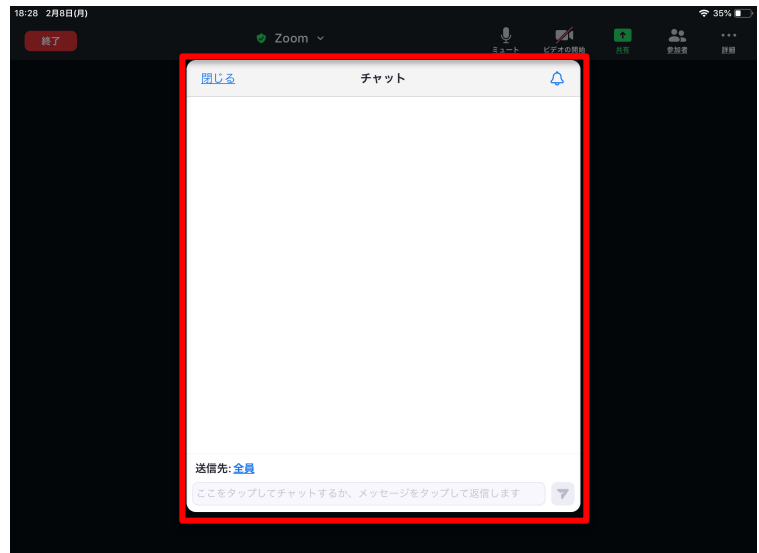 18:28 2月8日(月)
35%
終了
Zoom
ミュート
ビデオの開始
共有
参加者
詳細
閉じる
チャット
送信先: 全員
ここをタップしてチャットするか、メッセージをタップして返信します